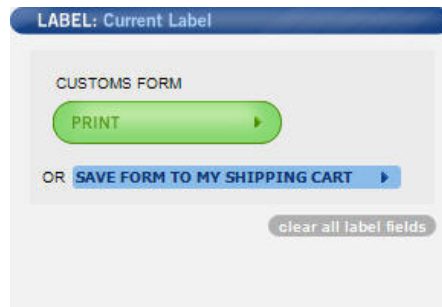 LABEL: Current Label
CUSTOMS FORM
PRINT
OR SAVE FORM TO MY SHIPPING CART
clear all label fields